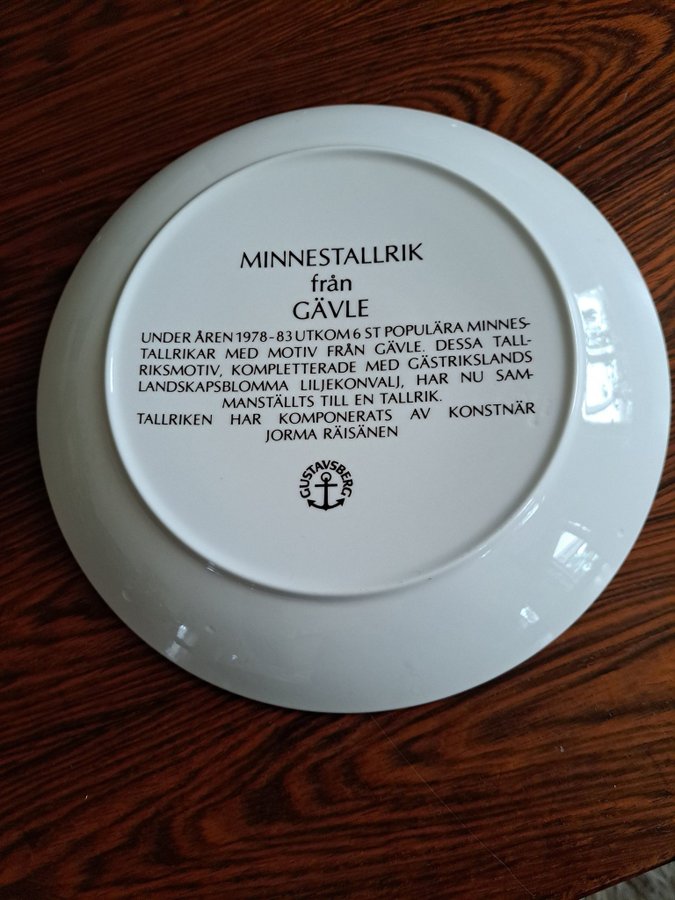 MINNESTALLRIK
från
GÄVLE
UNDER ÅREN 1978-83 UTKOM 6 ST POPULÄRA MINNES-
TALLRIKAR MED MOTIV FRÅN GÄVLE. DESSA TALL-
RIKSMOTIV, KOMPLETTERADE MED GÄSTRIKSLANDS
LANDSKAPSBLOMMA LILJEKONVALJ, HAR NU SAM-
MANSTÄLLTS TILL EN TALLRIK.
TALLRIKEN HAR KOMPONERATS AV KONSTNÄR
JORMA RÄISÄNEN
GUSTAVSBERG